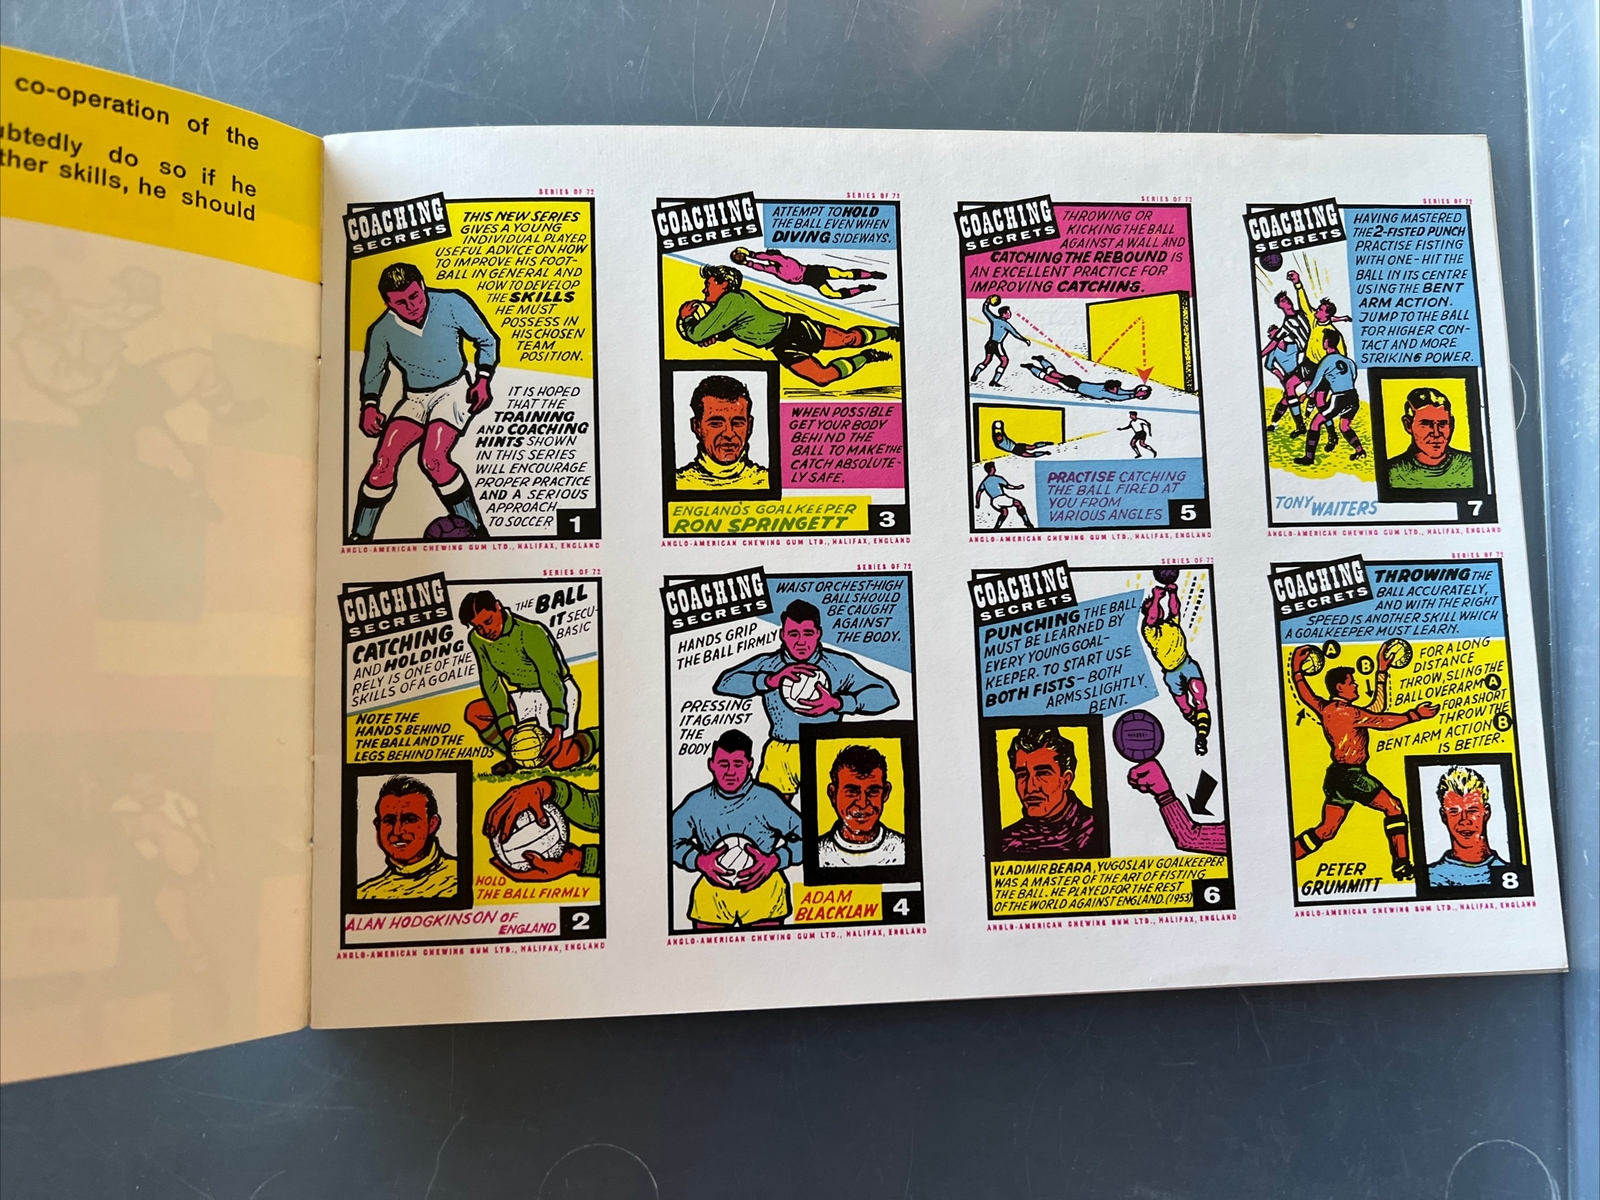 co-operation of the
ubtedly do so if he
ther skills, he should
SERIES OF 72
COACHING
SECRETS
THIS NEW SERIES
GIVES A YOUNG
INDIVIDUAL PLAYER
USEFUL ADVICE ON HOW
TO IMPROVE HIS FOOT-
BALL IN GENERAL AND
HOW TO DEVELOP
THE SKILLS
HE MUST
POSSESS IN
HIS CHOSEN
TEAM
POSITION.
IT IS HOPED
THAT THE
TRAINING
AND COACHING
HINTS SHOWN
IN THIS SERIES
WILL ENCOURAGE
PROPER PRACTICE
AND A SERIOUS
APPROACH
TO SOCCER
1
ANGLO-AMERICAN CHEWING GUM LTD., HALIFAX, ENGLAND
SERIES OF 72
COACHING
SECRETS
THE BALL
IT SECU-
BASIC
CATCHING
AND HOLDING
RELY IS ONE OF THE
SKILLS OF A GOALIE
NOTE THE
HANDS BEHIND
THE BALL AND THE
LEGS BEHIND THE HANDS
HOLD
THE BALL FIRMLY
ALAN HODGKINSON OF
ENGLAND
2
ANGLO-AMERICAN CHEWING GUM LTD., HALIFAX, ENGLAND
SERIES OF 72
COACHING
SECRETS
ATTEMPT TO HOLD
THE BALL EVEN WHEN
DIVING SIDEWAYS.
WHEN POSSIBLE
GET YOUR BODY
BEHIND THE
BALL TO MAKE THE
CATCH ABSOLUTE-
LY SAFE.
ENGLAND'S GOALKEEPER
RON SPRINGETT
3
ANGLO-AMERICAN CHEWING GUM LTD., HALIFAX, ENGLAND
SERIES OF 72
COACHING
SECRETS
WAIST OR CHEST-HIGH
BALL SHOULD
BE CAUGHT
AGAINST
THE BODY.
HANDS GRIP
THE BALL FIRMLY
PRESSING
IT AGAINST
THE
BODY
ADAM
BLACKLAW
4
ANGLO-AMERICAN CHEWING GUM LTD., HALIFAX, ENGLAND
SERIES OF 72
COACHING
SECRETS
THROWING OR
KICKING THE BALL
AGAINST A WALL AND
CATCHING THE REBOUND IS
AN EXCELLENT PRACTICE FOR
IMPROVING CATCHING.
PRACTISE CATCHING
THE BALL FIRED AT
YOU FROM
VARIOUS ANGLES
5
ANGLO-AMERICAN CHEWING GUM LTD., HALIFAX, ENGLAND
SERIES OF 72
COACHING
SECRETS
PUNCHING THE BALL
MUST BE LEARNED BY
EVERY YOUNG GOAL-
KEEPER. TO START USE
BOTH FISTS - BOTH
ARMS SLIGHTLY
BENT.
VLADIMIR BEARA, YUGOSLAV GOALKEEPER
WAS A MASTER OF THE ART OF FISTING
THE BALL. HE PLAYED FOR THE REST
OF THE WORLD AGAINST ENGLAND. (1953)
6
ANGLO-AMERICAN CHEWING GUM LTD., HALIFAX, ENGLAND
SERIES OF 72
COACHING
SECRETS
HAVING MASTERED
THE 2-FISTED PUNCH
PRACTISE FISTING
WITH ONE - HIT THE
BALL IN ITS CENTRE
USING THE BENT
ARM ACTION.
JUMP TO THE BALL
FOR HIGHER CON-
TACT AND MORE
STRIKING POWER.
9
TONY WAITERS
7
ANGLO-AMERICAN CHEWING GUM LTD., HALIFAX, ENGLAND
SERIES OF 72
COACHING
SECRETS
THROWING THE
BALL ACCURATELY,
AND WITH THE RIGHT
SPEED IS ANOTHER SKILL WHICH
A GOALKEEPER MUST LEARN.
A
B
FOR A LONG
DISTANCE
THROW, SLING THE
BALL OVERARM A
FOR A SHORT
THROW THE
BENT ARM ACTION B
IS BETTER.
PETER
GRUMMITT
8
ANGLO-AMERICAN CHEWING GUM LTD., HALIFAX, ENGLAND